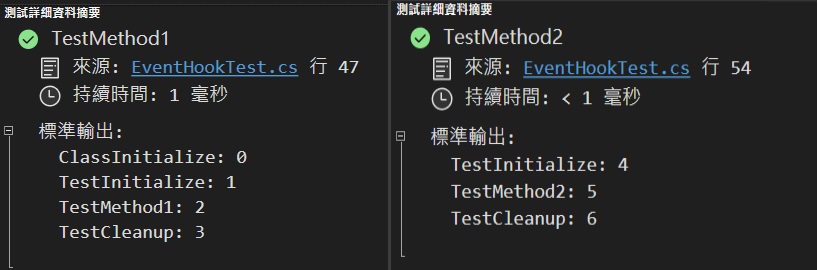 測試詳細資料摘要
TestMethod1
來源: EventHookTest.cs 行 47
持續時間: 1 毫秒
標準輸出:
ClassInitialize: 0
TestInitialize: 1
TestMethod1: 2
TestCleanup: 3
測試詳細資料摘要
TestMethod2
來源: EventHookTest.cs 行 54
持續時間: < 1 毫秒
標準輸出:
TestInitialize: 4
TestMethod2: 5
TestCleanup: 6